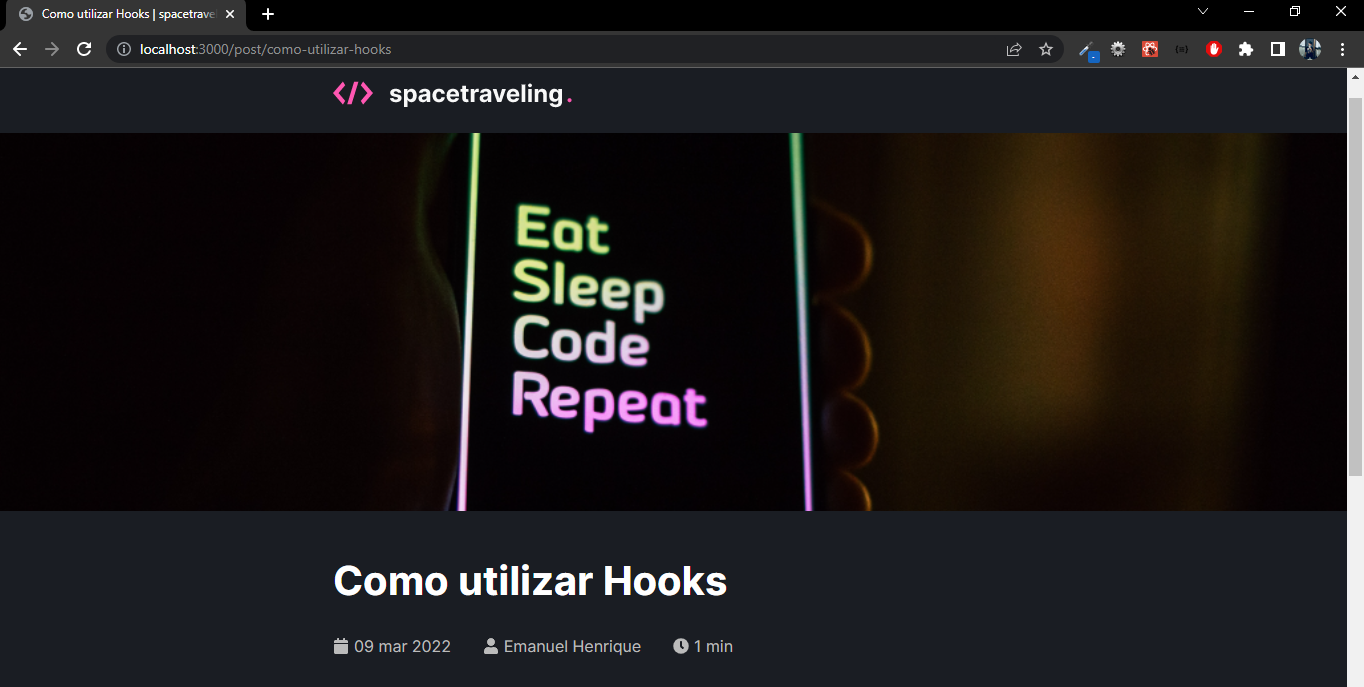 Como utilizar Hooks | spacetrave
localhost:3000/post/como-utilizar-hooks
</> spacetraveling.
Eat
Sleep
Code
Repeat
Como utilizar Hooks
09 mar 2022 Emanuel Henrique 1 min